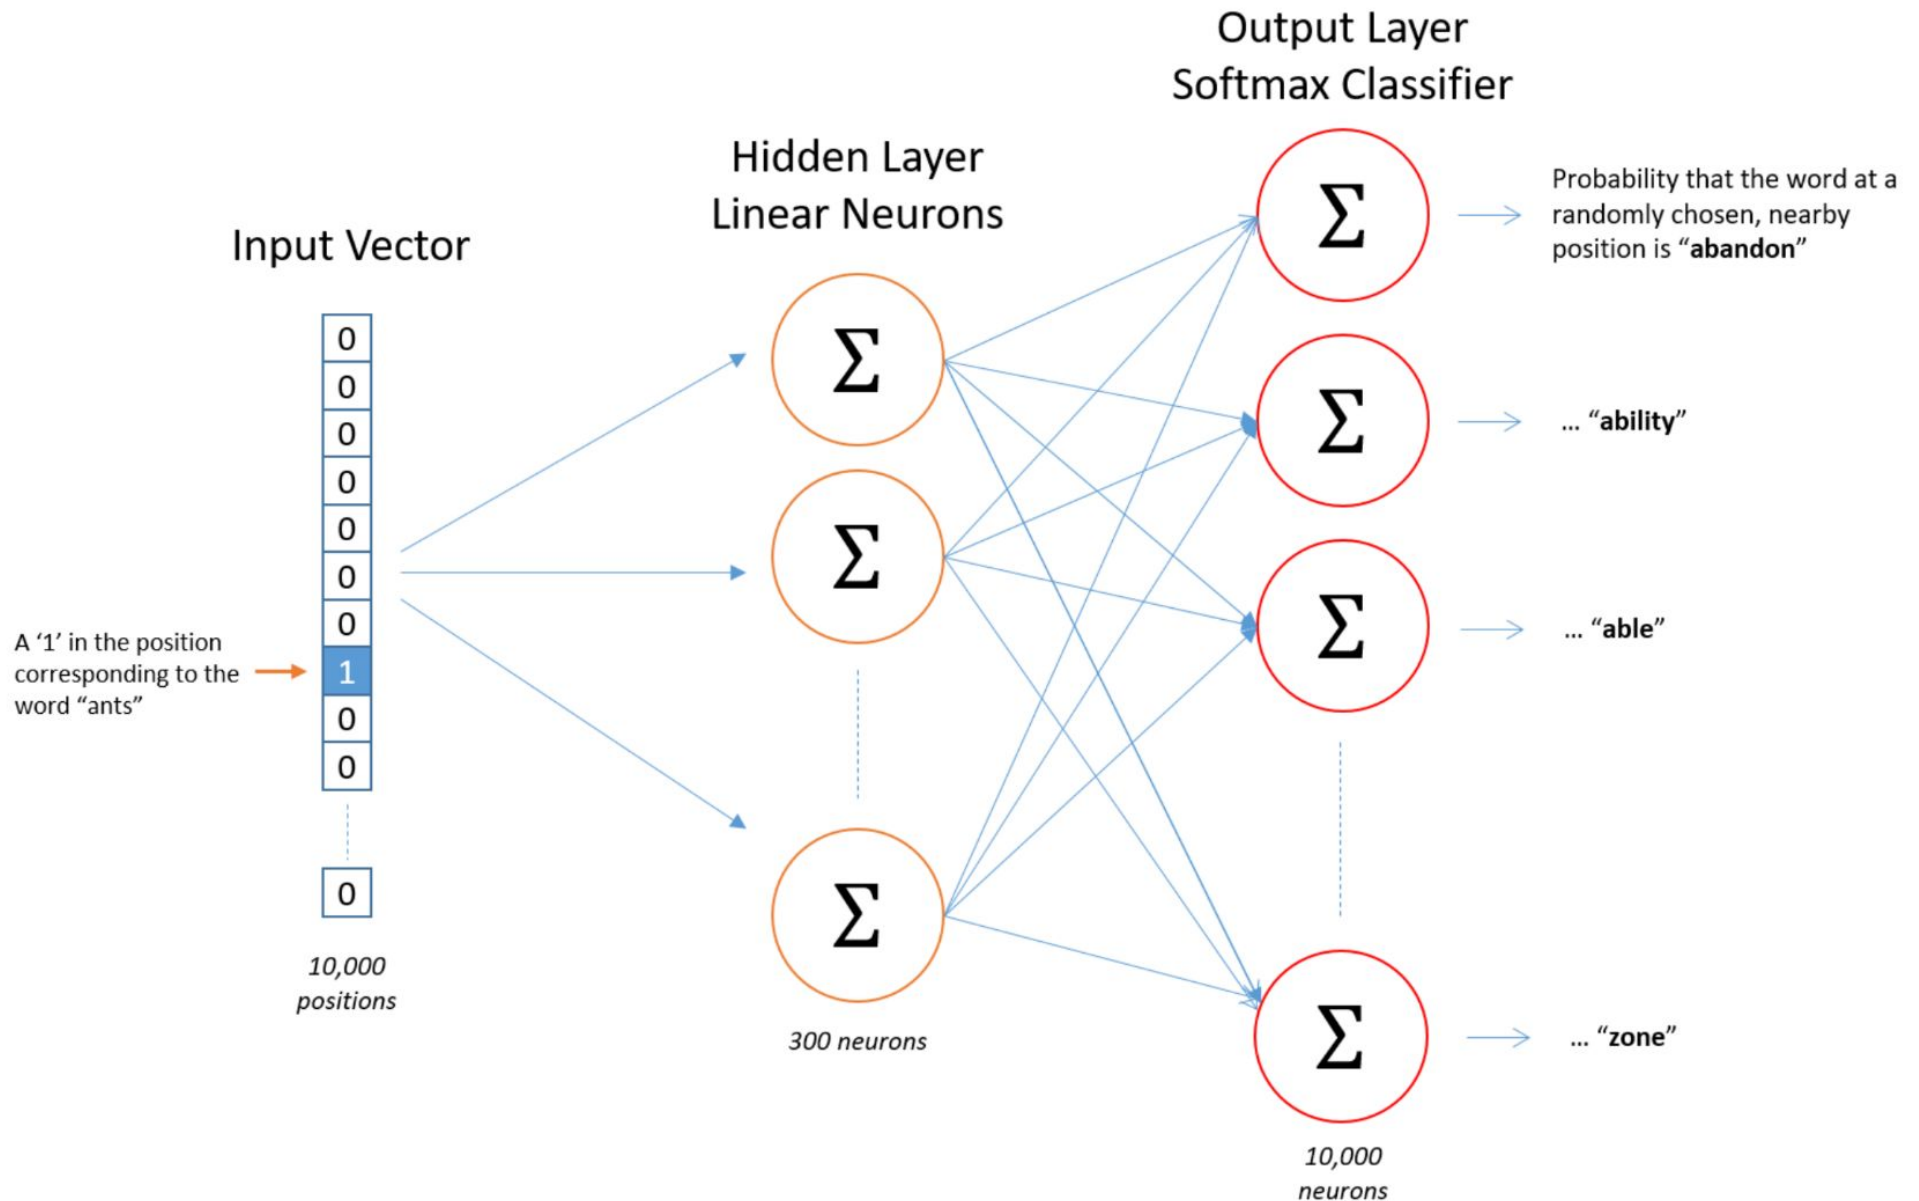 Output Layer
Softmax Classifier
Hidden Layer
Linear Neurons
Input Vector
0
0
0
0
0
0
0
1
0
0
0
A ‘1’ in the position
corresponding to the
word “ants”
10,000
positions
Σ
Σ
Σ
300 neurons
Σ
Σ
Σ
Σ
10,000
neurons
Probability that the word at a
randomly chosen, nearby
position is “abandon”
... “ability”
... “able”
... “zone”